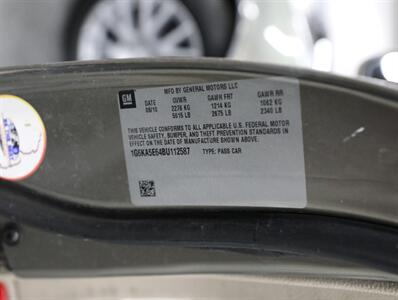 MFD BY GENERAL MOTORS LLC
GM
DATE GVWR GAWR FRT GAWR RR
09/10 2276 KG 1214 KG 1062 KG
5015 LB 2675 LB 2340 LB
THIS VEHICLE CONFORMS TO ALL APPLICABLE U.S. FEDERAL MOTOR
VEHICLE SAFETY, BUMPER, AND THEFT PREVENTION STANDARDS IN
EFFECT ON THE DATE OF MANUFACTURE SHOWN ABOVE.
1G6KA5E64BU112587 TYPE: PASS CAR